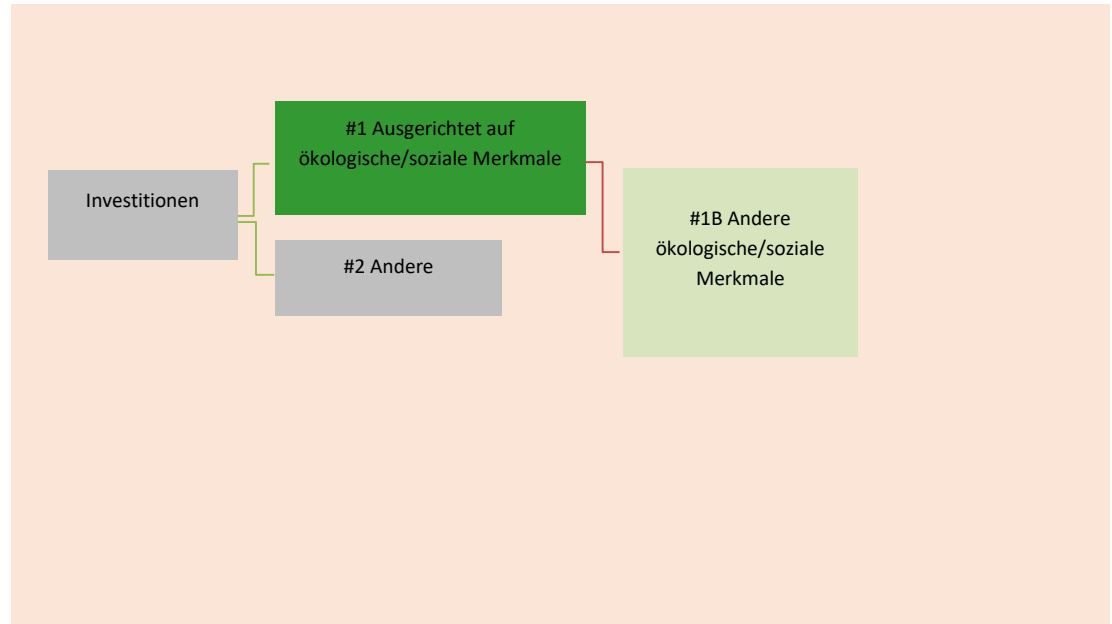 #1 Ausgerichtet auf
ökologische/soziale Merkmale
Investitionen
#2 Andere
#1B Andere
ökologische/soziale
Merkmale